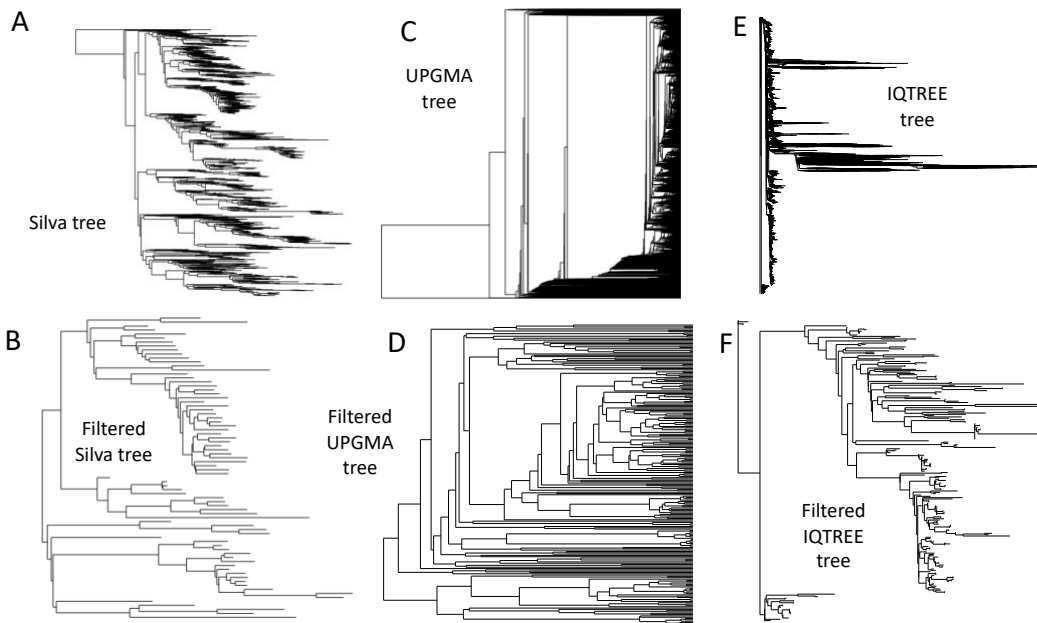 A
Silva tree
C
UPGMA
tree
E
IQTREE
tree
B
Filtered
Silva tree
D
Filtered
UPGMA
tree
F
Filtered
IQTREE
tree